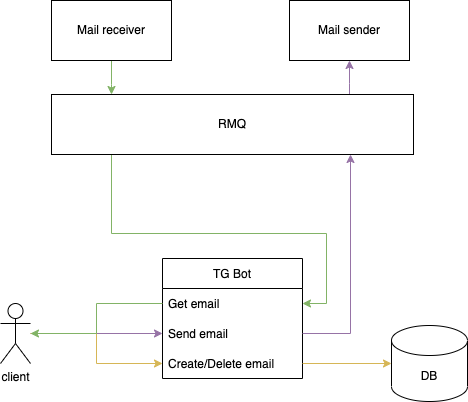 Mail receiver
Mail sender
RMQ
TG Bot
Get email
Send email
Create/Delete email
client
DB